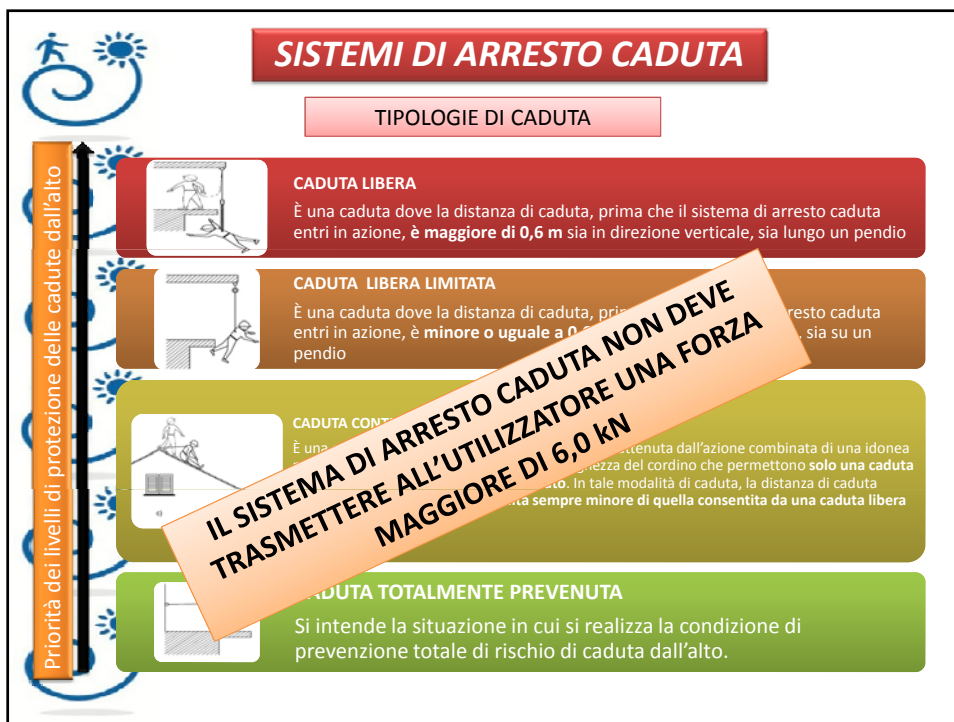 SISTEMI DI ARRESTO CADUTA
TIPOLOGIE DI CADUTA
Priorità dei livelli di protezione delle cadute dall'alto
CADUTA LIBERA
È una caduta dove la distanza di caduta, prima che il sistema di arresto caduta
entri in azione, è maggiore di 0,6 m sia in direzione verticale, sia lungo un pendio
CADUTA LIBERA LIMITATA
È una caduta dove la distanza di caduta, arresto caduta
entri in azione, è minore o uguale a sia su un
pendio
IL SISTEMA DI ARRESTO CADUTA NON DEVE
TRASMETTERE ALL'UTILIZZATORE UNA FORZA
MAGGIORE DI 6,0 kN
CADUTA
È una dall'azione combinata di una idonea
del cordino che permettono solo una caduta
In tale modalità di caduta, la distanza di caduta
sempre minore di quella consentita da una caduta libera
CADUTA TOTALMENTE PREVENUTA
Si intende la situazione in cui si realizza la condizione di
prevenzione totale di rischio di caduta dall'alto.